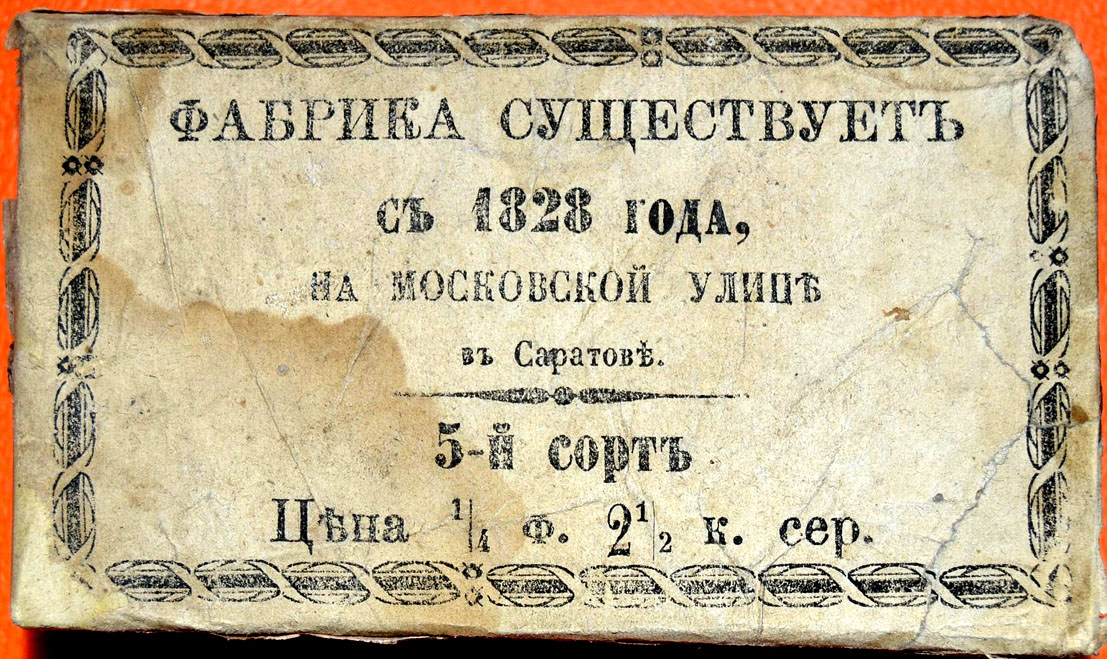 ФАБРИКА СУЩЕСТВУЕТЪ
съ 1828 года,
НА МОСКОВСКОЙ УЛИЦѢ
въ Саратовѣ.
5-й сортъ
Цѣна 1/4 Ф. 2 1/2 к. сер.